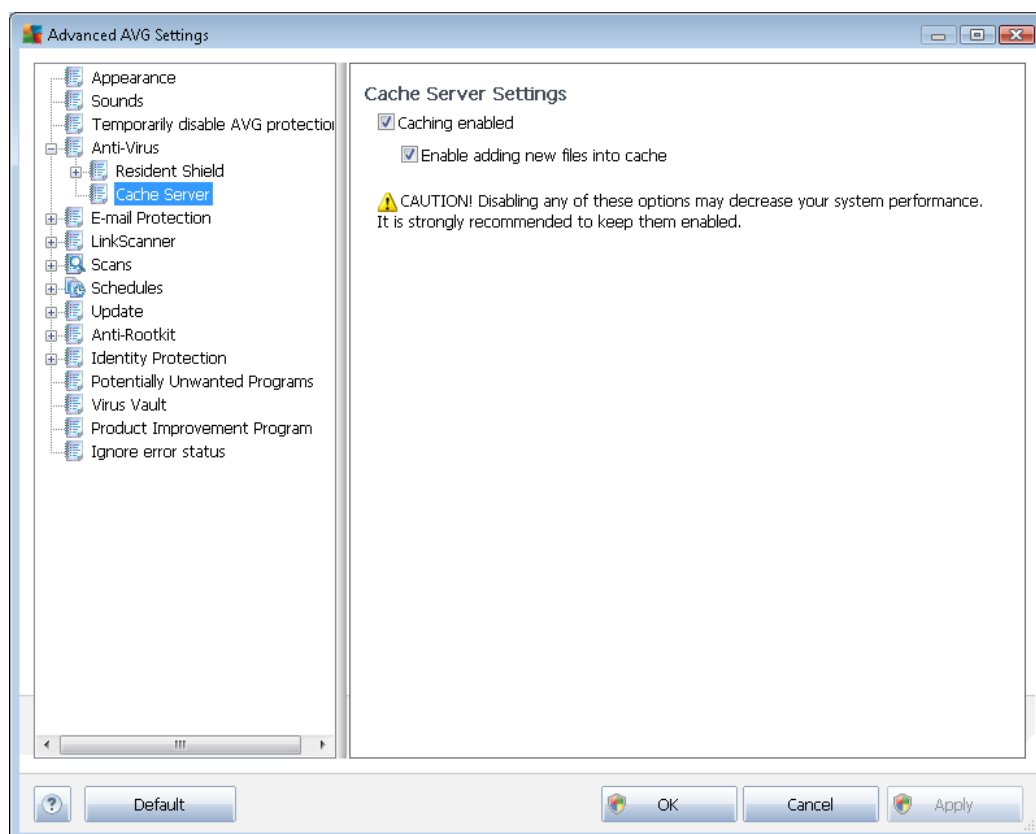 Advanced AVG Settings
Appearance
Sounds
Temporarily disable AVG protection
Anti-Virus
Resident Shield
Cache Server
E-mail Protection
LinkScanner
Scans
Schedules
Update
Anti-Rootkit
Identity Protection
Potentially Unwanted Programs
Virus Vault
Product Improvement Program
Ignore error status
Cache Server Settings
Caching enabled
Enable adding new files into cache
CAUTION! Disabling any of these options may decrease your system performance.
It is strongly recommended to keep them enabled.
?
Default
OK
Cancel
Apply